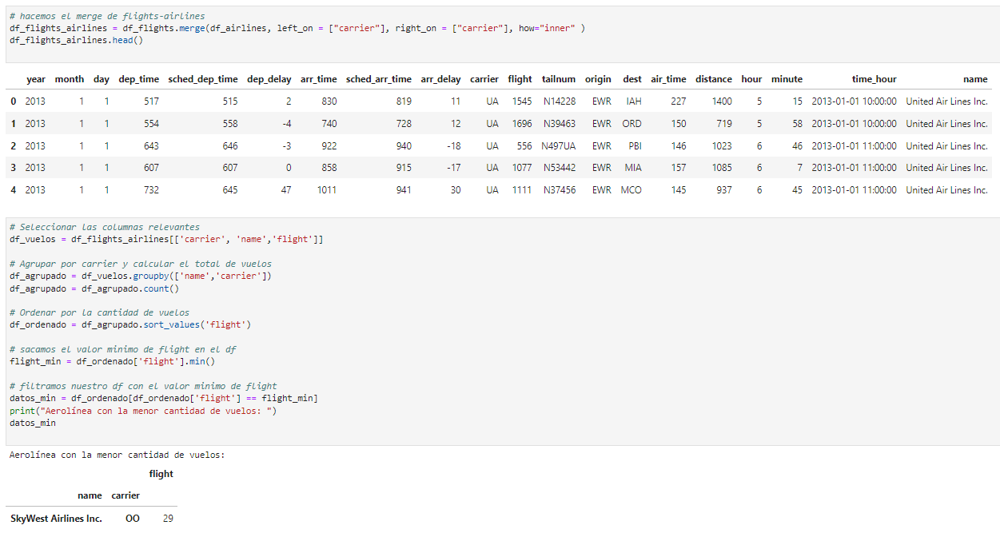 # hacemos el merge de flights-airlines
df_flights_airlines = df_flights.merge(df_airlines, left_on = ["carrier"], right_on = ["carrier"], how="inner" )
df_flights_airlines.head()
year month day dep_time sched_dep_time dep_delay arr_time sched_arr_time arr_delay carrier flight tailnum origin dest air_time distance hour minute time_hour name
0 2013 1 1 517 515 2 830 819 11 UA 1545 N14228 EWR IAH 227 1400 5 15 2013-01-01 10:00:00 United Air Lines Inc.
1 2013 1 1 554 558 -4 740 728 12 UA 1696 N39463 EWR ORD 150 719 5 58 2013-01-01 10:00:00 United Air Lines Inc.
2 2013 1 1 643 646 -3 922 940 -18 UA 556 N497UA EWR PBI 146 1023 6 46 2013-01-01 11:00:00 United Air Lines Inc.
3 2013 1 1 607 607 0 858 915 -17 UA 1077 N53442 EWR MIA 157 1085 6 7 2013-01-01 11:00:00 United Air Lines Inc.
4 2013 1 1 732 645 47 1011 941 30 UA 1111 N37456 EWR MCO 145 937 6 45 2013-01-01 11:00:00 United Air Lines Inc.
# Seleccionar las columnas relevantes
df_vuelos = df_flights_airlines[['carrier', 'name','flight']]
# Agrupar por carrier y calcular el total de vuelos
df_agrupado = df_vuelos.groupby(['name','carrier'])
df_agrupado = df_agrupado.count()
# Ordenar por la cantidad de vuelos
df_ordenado = df_agrupado.sort_values('flight')
# sacamos el valor minimo de flight en el df
flight_min = df_ordenado['flight'].min()
# filtramos nuestro df con el valor minimo de flight
datos_min = df_ordenado[df_ordenado['flight'] == flight_min]
print("Aerolínea con la menor cantidad de vuelos: ")
datos_min
Aerolínea con la menor cantidad de vuelos:
flight
name carrier
SkyWest Airlines Inc. OO 29